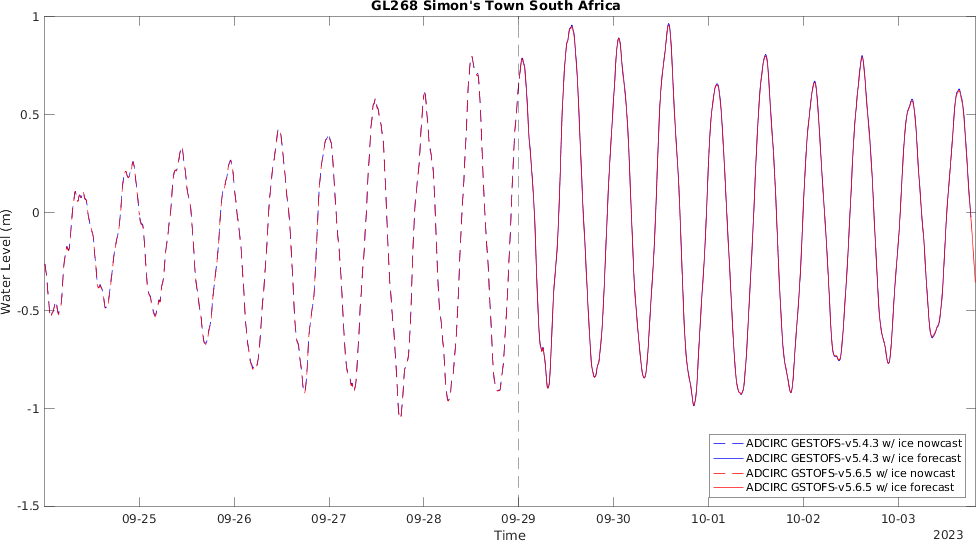 GL268 Simon's Town South Africa
1
0.5
0
-0.5
-1
-1.5
Water Level (m)
ADCIRC GESTOFS-v5.4.3 w/ ice nowcast
ADCIRC GESTOFS-v5.4.3 w/ ice forecast
ADCIRC GSTOFS-v5.6.5 w/ ice nowcast
ADCIRC GSTOFS-v5.6.5 w/ ice forecast
09-25 09-26 09-27 09-28 09-29 09-30 10-01 10-02 10-03
Time
2023